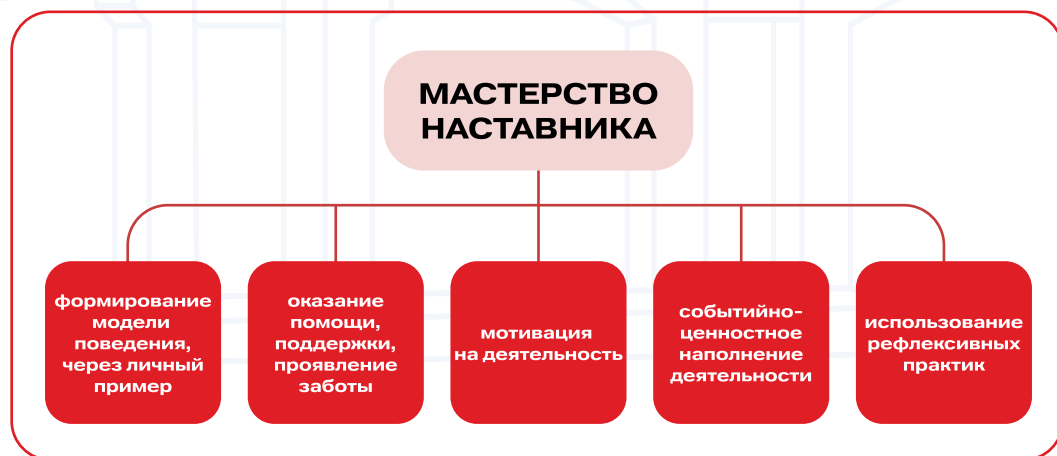 МАСТЕРСТВО
НАСТАВНИКА
формирование
модели
поведения,
через личный
пример
оказание
помощи,
поддержки,
проявление
заботы
мотивация
на деятельность
событийно-
ценностное
наполнение
деятельности
использование
рефлексивных
практик